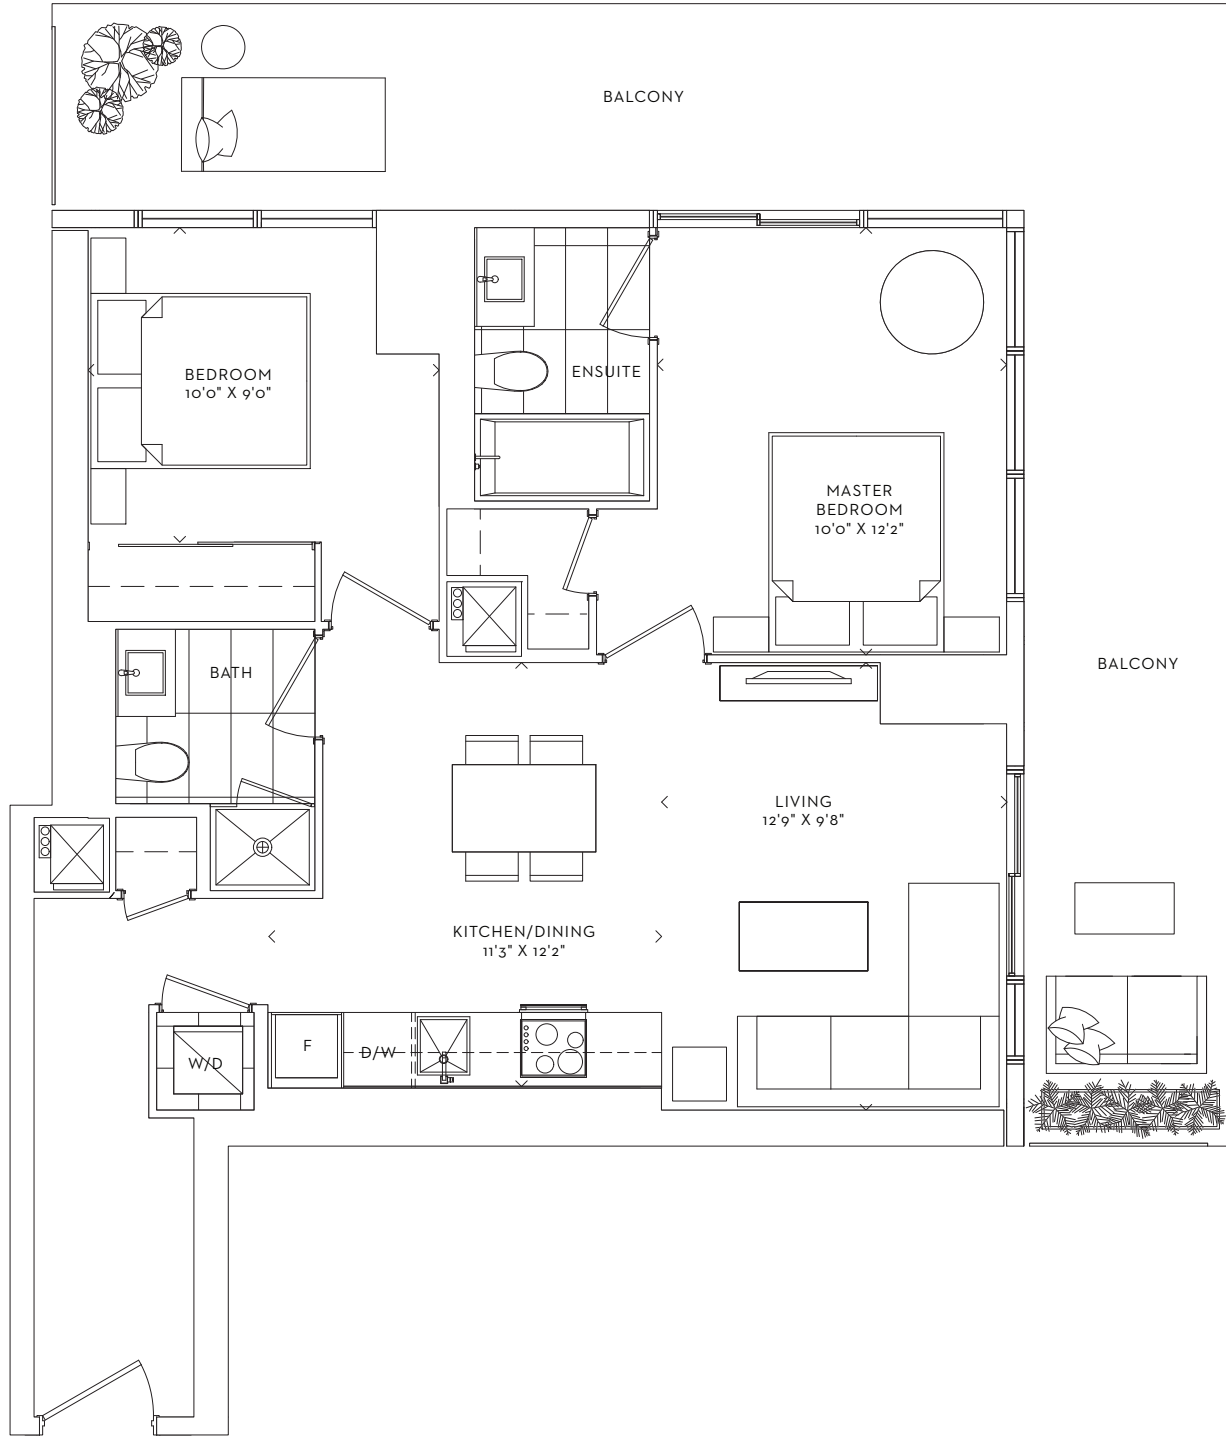 BALCONY
BEDROOM
10'0" X 9'0"
ENSUITE
MASTER
BEDROOM
10'0" X 12'2"
BATH
BALCONY
LIVING
12'9" X 9'8"
KITCHEN/DINING
11'3" X 12'2"
F
D/W
W/D